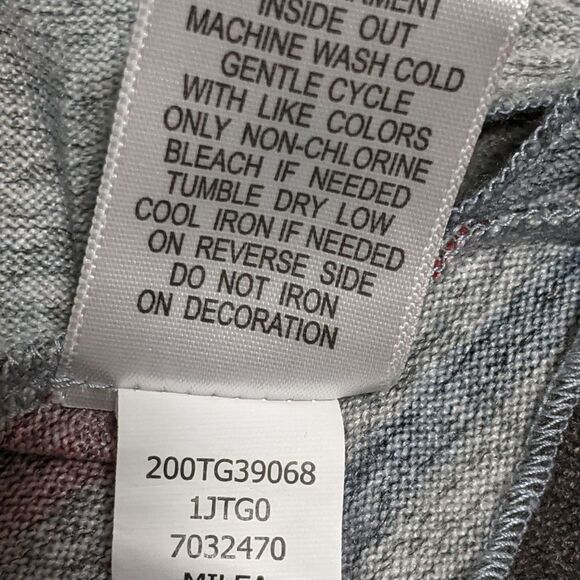 GARMENT
INSIDE OUT
MACHINE WASH COLD
GENTLE CYCLE
WITH LIKE COLORS
ONLY NON-CHLORINE
BLEACH IF NEEDED
TUMBLE DRY LOW
COOL IRON IF NEEDED
ON REVERSE SIDE
DO NOT IRON
ON DECORATION
200TG39068
1JTG0
7032470